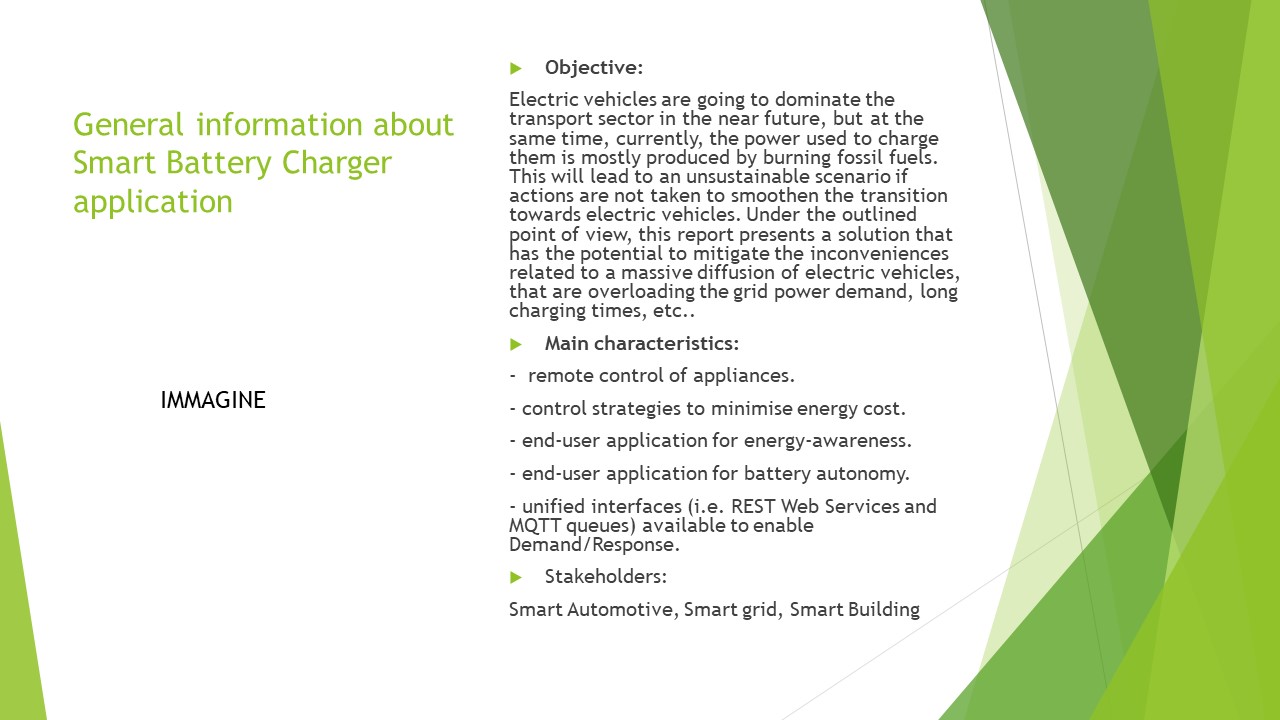 General information about
Smart Battery Charger
application
IMMAGINE
Objective:
Electric vehicles are going to dominate the
transport sector in the near future, but at the
same time, currently, the power used to charge
them is mostly produced by burning fossil fuels.
This will lead to an unsustainable scenario if
actions are not taken to smoothen the transition
towards electric vehicles. Under the outlined
point of view, this report presents a solution that
has the potential to mitigate the inconveniences
related to a massive diffusion of electric vehicles,
that are overloading the grid power demand, long
charging times, etc..
Main characteristics:
- remote control of appliances.
- control strategies to minimise energy cost.
- end-user application for energy-awareness.
- end-user application for battery autonomy.
- unified interfaces (i.e. REST Web Services and
MQTT queues) available to enable
Demand/Response.
Stakeholders:
Smart Automotive, Smart grid, Smart Building